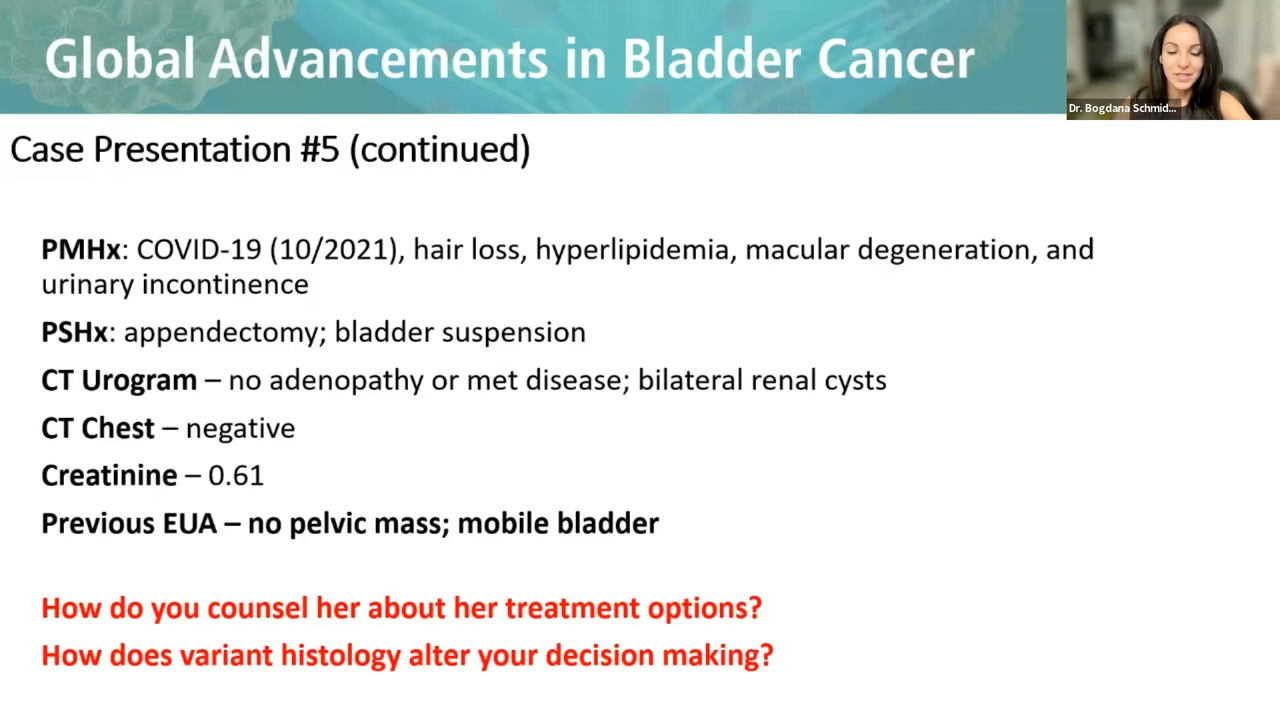 Global Advancements in Bladder Cancer
Dr. Bogdana Schmid...
Case Presentation #5 (continued)
PMHx: COVID-19 (10/2021), hair loss, hyperlipidemia, macular degeneration, and
urinary incontinence
PSHx: appendectomy; bladder suspension
CT Urogram – no adenopathy or met disease; bilateral renal cysts
CT Chest – negative
Creatinine – 0.61
Previous EUA – no pelvic mass; mobile bladder
How do you counsel her about her treatment options?
How does variant histology alter your decision making?